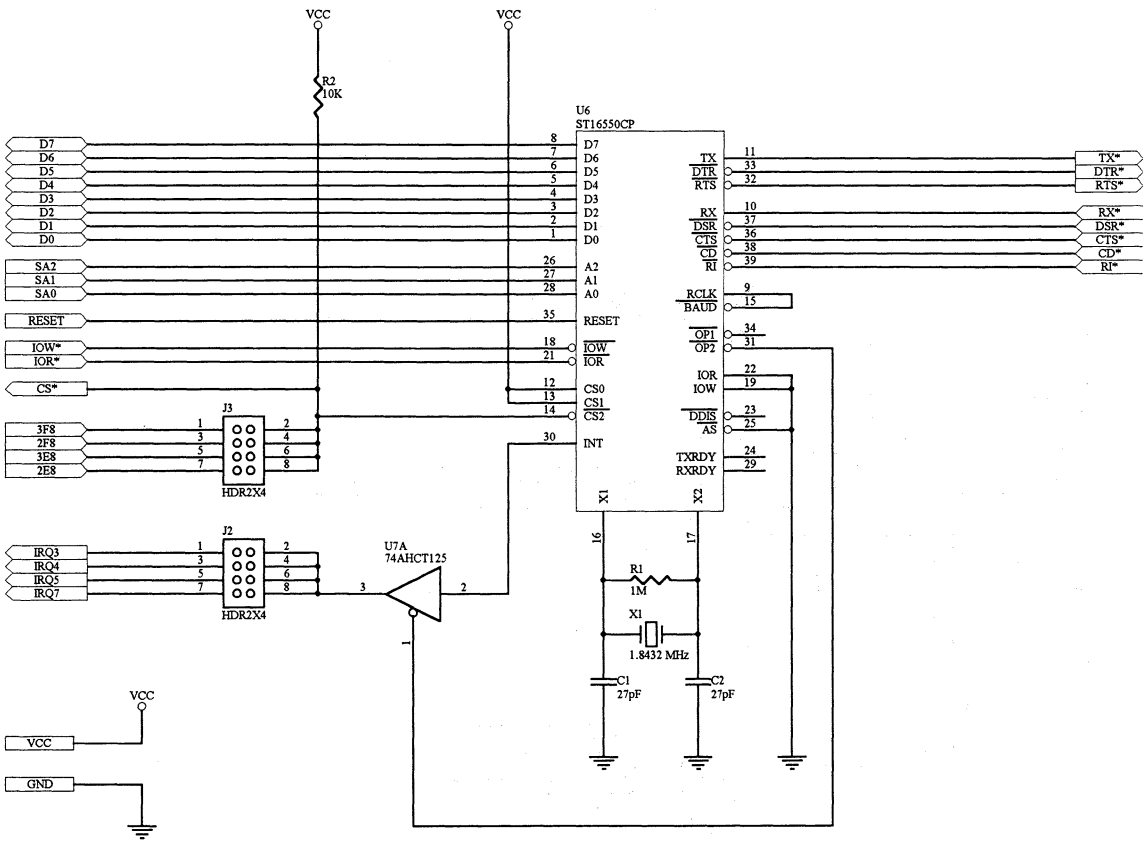 VCC
VCC
R2
10K
U6
ST16550CP
D7 8 D7
D6 7 D6
D5 6 D5
D4 5 D4
D3 4 D3
D2 3 D2
D1 2 D1
D0 1 D0
SA2 26 A2
SA1 27 A1
SA0 28 A0
RESET 35 RESET
IOW* 18 IOW
IOR* 21 IOR
CS* 12 CS0
13 CS1
14 CS2
30 INT
TX 11 TX*
DTR 33 DTR*
RTS 32 RTS*
RX 10 RX*
DSR 37 DSR*
CTS 36 CTS*
CD 38 CD*
RI 39 RI*
RCLK 9
BAUD 15
OP1 34
OP2 31
IOR 22
IOW 19
DDIS 23
AS 25
TXRDY 24
RXRDY 29
X1 X2
16 17
J3
3F8 1 2
2F8 3 4
3E8 5 6
2E8 7 8
HDR2X4
J2
IRQ3 1 2
IRQ4 3 4
IRQ5 5 6
IRQ7 7 8
HDR2X4
U7A
74AHCT125
3 2
1
R1
1M
X1
1.8432 MHz
C1
27pF
C2
27pF
VCC
VCC
GND